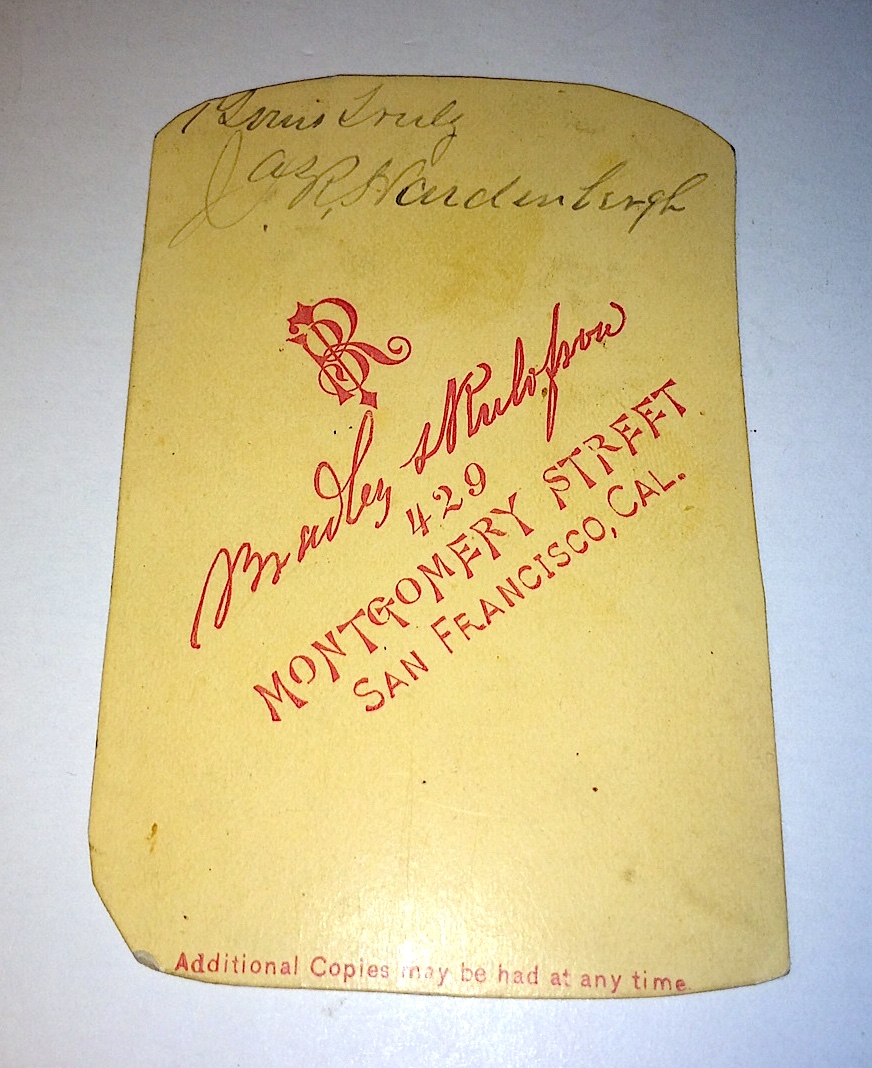 Yours Truly
Jas R, Hardenbergh
BR
Bradley & Rulofson
429
MONTGOMERY STREET
SAN FRANCISCO, CAL.
Additional Copies may be had at any time.